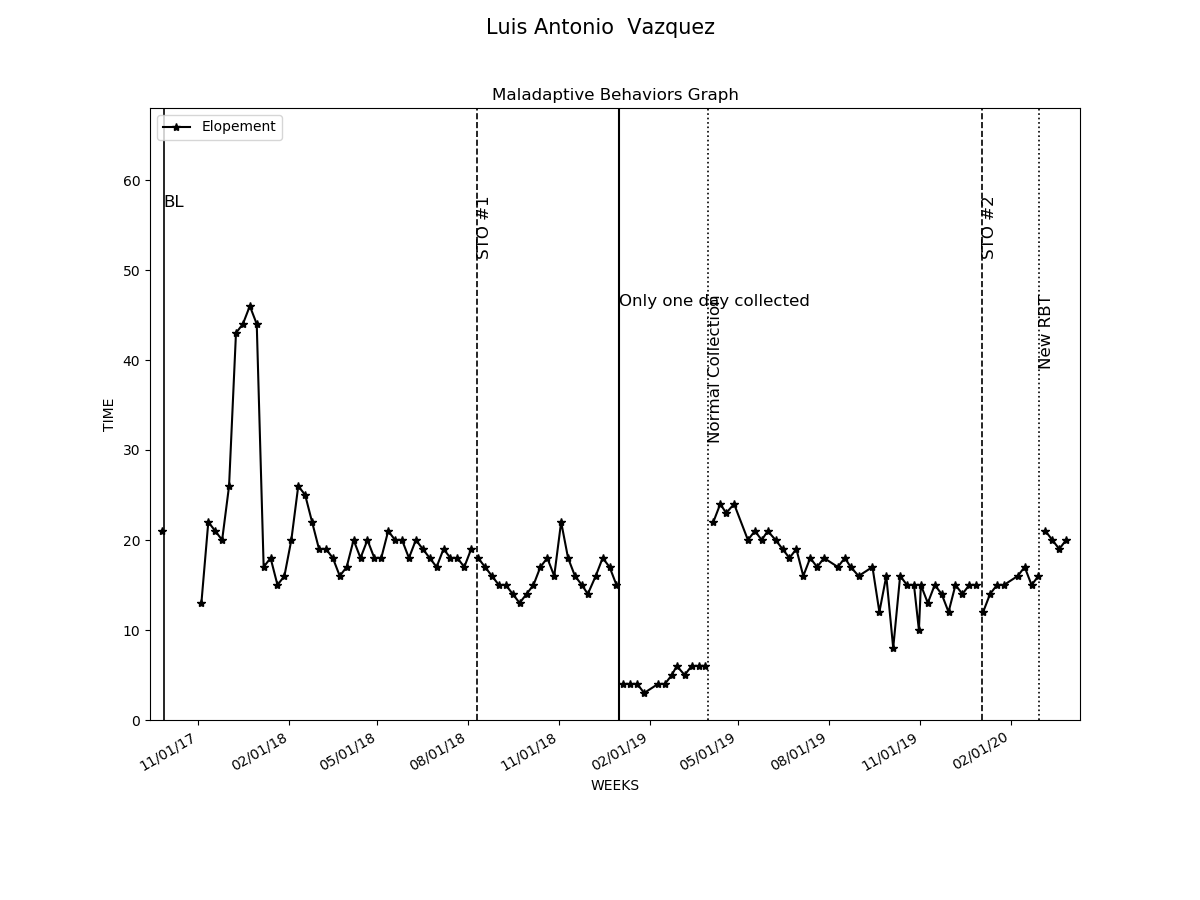 Luis Antonio  Vazquez
Maladaptive Behaviors Graph
Elopement
BL
STO #1
Only one day collected
Normal Collection
STO #2
New RBT
TIME
60
50
40
30
20
10
0
11/01/17
02/01/18
05/01/18
08/01/18
11/01/18
02/01/19
05/01/19
08/01/19
11/01/19
02/01/20
WEEKS